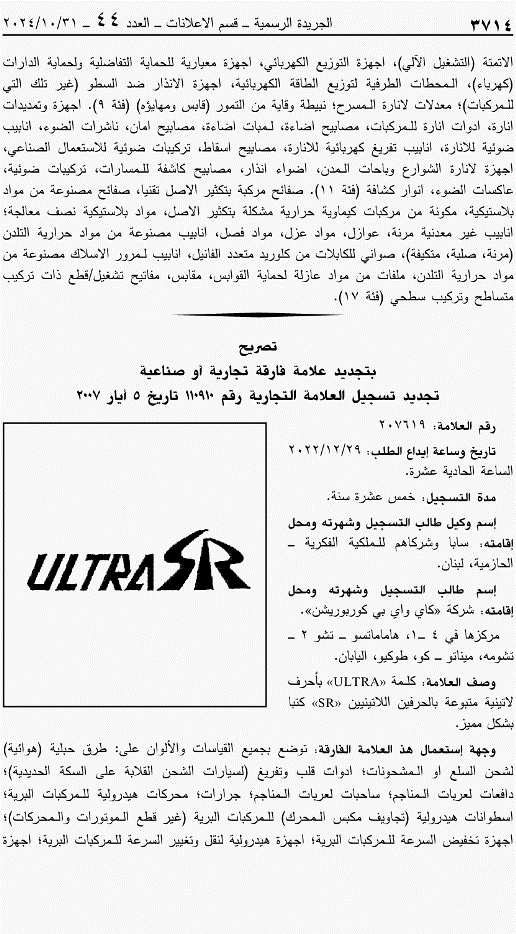 ٣٧١٤ الجريدة الرسمية ــ قسم الاعلانات ــ العدد ٤٤ ــ ٢٠٢٤/١٠/٣١
الاتمتة (التشغيل الآلي)، اجهزة التوزيع الكهربائي، اجهزة معيارية للحماية التفاضلية ولحماية الدارات
(كهرباء)، المحطات الطرفية لتوزيع الطاقة الكهربائية، اجهزة الانذار ضد السطو (غير تلك التي
للمركبات)؛ معدلات لانارة المسرح؛ نبيطة وقاية من التمور (قابس ومهايؤه) (فئة ٩). اجهزة وتمديدات
انارة، ادوات انارة للمركبات، مصابيح اضاءة، لمبات اضاءة، مصابيح امان، ناشرات الضوء، انابيب
ضوئية للانارة، انابيب تفريغ كهربائية للانارة، مصابيح اسقاط، تركيبات ضوئية للاستعمال الصناعي،
اجهزة لانارة الشوارع وباحات المدن، اضواء انذار، مصابيح كاشفة للمسارات، تركيبات ضوئية،
عاكسات الضوء، انوار كشافة (فئة ١١). صفائح مركبة بتكثير الاصل تقنيا، صفائح مصنوعة من مواد
بلاستيكية، مكونة من مركبات كيماوية حرارية مشكلة بتكثير الاصل، مواد بلاستيكية نصف معالجة؛
انابيب غير معدنية مرنة، عوازل، مواد عزل، مواد فصل، انابيب مصنوعة من مواد حرارية التلدن
(مرنة، صلبة، متكيفة)، صواني للكابلات من كلوريد متعدد الفانيل، انابيب لمرور الاسلاك مصنوعة من
مواد حرارية التلدن، ملفات من مواد عازلة لحماية القوابس، مقابس، مفاتيح تشغيل/قطع ذات تركيب
متساطح وتركيب سطحي (فئة ١٧).
تصريح
بتجديد علامة فارقة تجارية أو صناعية
تجديد تسجيل العلامة التجارية رقم ١١٠٩١٠ تاريخ ٥ أيار ٢٠٠٧
رقم العلامة: ٢٠٧٦١٩
تاريخ وساعة إيداع الطلب: ٢٠٢٢/١٢/٢٩
الساعة الحادية عشرة.
مدة التسجيل: خمس عشرة سنة.
إسم وكيل طالب التسجيل وشهرته ومحل
إقامته: سابا وشركاهم للملكية الفكرية ــ
الحازمية، لبنان.
إسم طالب التسجيل وشهرته ومحل
إقامته: شركة «كاي واي بي كوربوريشن».
مركزها في ٤ ــ١، هاماماتسو ــ تشو ٢ ــ
تشومه، ميناتو ــ كو، طوكيو، اليابان.
وصف العلامة: كلمة «ULTRA» بأحرف
لاتينية متبوعة بالحرفين اللاتينيين «SR» كتبا
بشكل مميز.
ULTRA SR
وجهة إستعمال هذ العلامة الفارقة: توضع بجميع القياسات والألوان على: طرق حبلية (هوائية)
لشحن السلع او المشحونات؛ ادوات قلب وتفريغ (لسيارات الشحن القلابة على السكة الحديدية)؛
دافعات لعربات المناجم؛ ساحبات لعربات المناجم؛ جرارات؛ محركات هيدرولية للمركبات البرية؛
اسطوانات هيدرولية (تجاويف مكبس المحرك) للمركبات البرية (غير قطع الموتورات والمحركات)؛
اجهزة تخفيض السرعة للمركبات البرية؛ اجهزة هيدرولية لنقل وتغيير السرعة للمركبات البرية؛ اجهزة